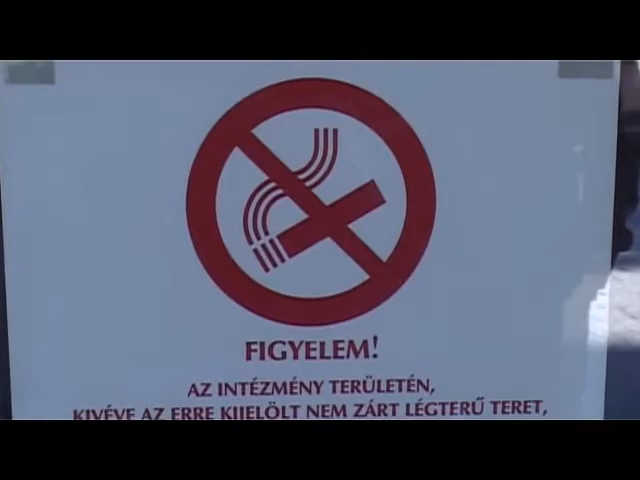 FIGYELEM!
AZ INTÉZMÉNY TERÜLETÉN,
KIVÉVE AZ ERRE KIJELÖLT NEM ZÁRT LÉGTERŰ TERET,